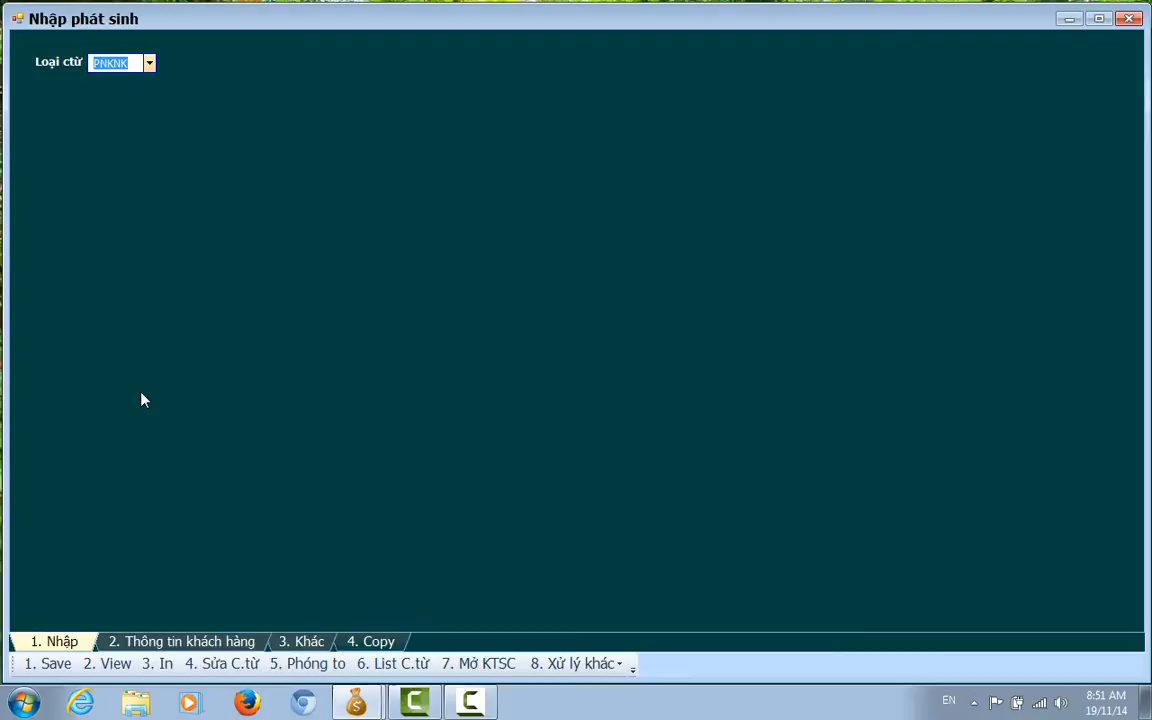 Nhập phát sinh
Loại ctừ PNKNK
1. Nhập 2. Thông tin khách hàng 3. Khác 4. Copy
1. Save 2. View 3. In 4. Sửa C.từ 5. Phóng to 6. List C.từ 7. Mở KTSC 8. Xử lý khác
EN
8:51 AM
19/11/14